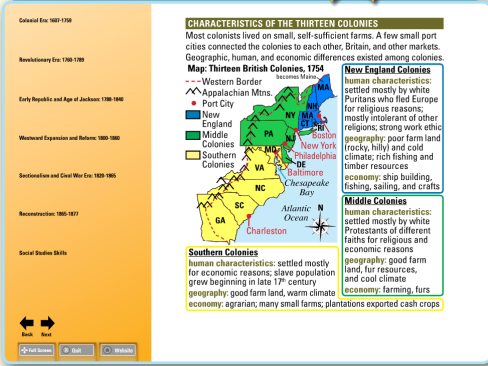 Colonial Era: 1607-1759
Revolutionary Era: 1760-1789
Early Republic and Age of Jackson: 1789-1840
Westward Expansion and Reform: 1800-1860
Sectionalism and Civil War Era: 1820-1865
Reconstruction: 1865-1877
Social Studies Skills
Back Next
Full Screen Quit Website
CHARACTERISTICS OF THE THIRTEEN COLONIES
Most colonists lived on small, self-sufficient farms. A few small port
cities connected the colonists to each other, Britain, and other markets.
Geographic, human, and economic differences existed among colonies.
Map: Thirteen British Colonies, 1754
becomes Maine
Western Border
Appalachian Mtns.
Port City
New
England
Middle
Colonies
Southern
Colonies
MA
NH
NY
MA
CT
RI
Boston
PA
NJ
New York
Philadelphia
MD
DE
Baltimore
VA
Chesapeake
Bay
NC
SC
Atlantic
Ocean
N
GA
Charleston
New England Colonies
human characteristics:
settled mostly by white
Puritans who fled Europe
for religious reasons;
mostly intolerant of other
religions; strong work ethic
geography: poor farm land
(rocky, hilly) and cold
climate; rich fishing and
timber resources
economy: ship building,
fishing, sailing, and crafts
Middle Colonies
human characteristics:
settled mostly by white
Protestants of different
faiths for religious and
economic reasons
geography: good farm
land, fur resources,
and cool climate
economy: farming, furs
Southern Colonies
human characteristics: settled mostly
for economic reasons; slave population
grew beginning in late 17th century
geography: good farm land, warm climate
economy: agrarian; many small farms; plantations exported cash crops